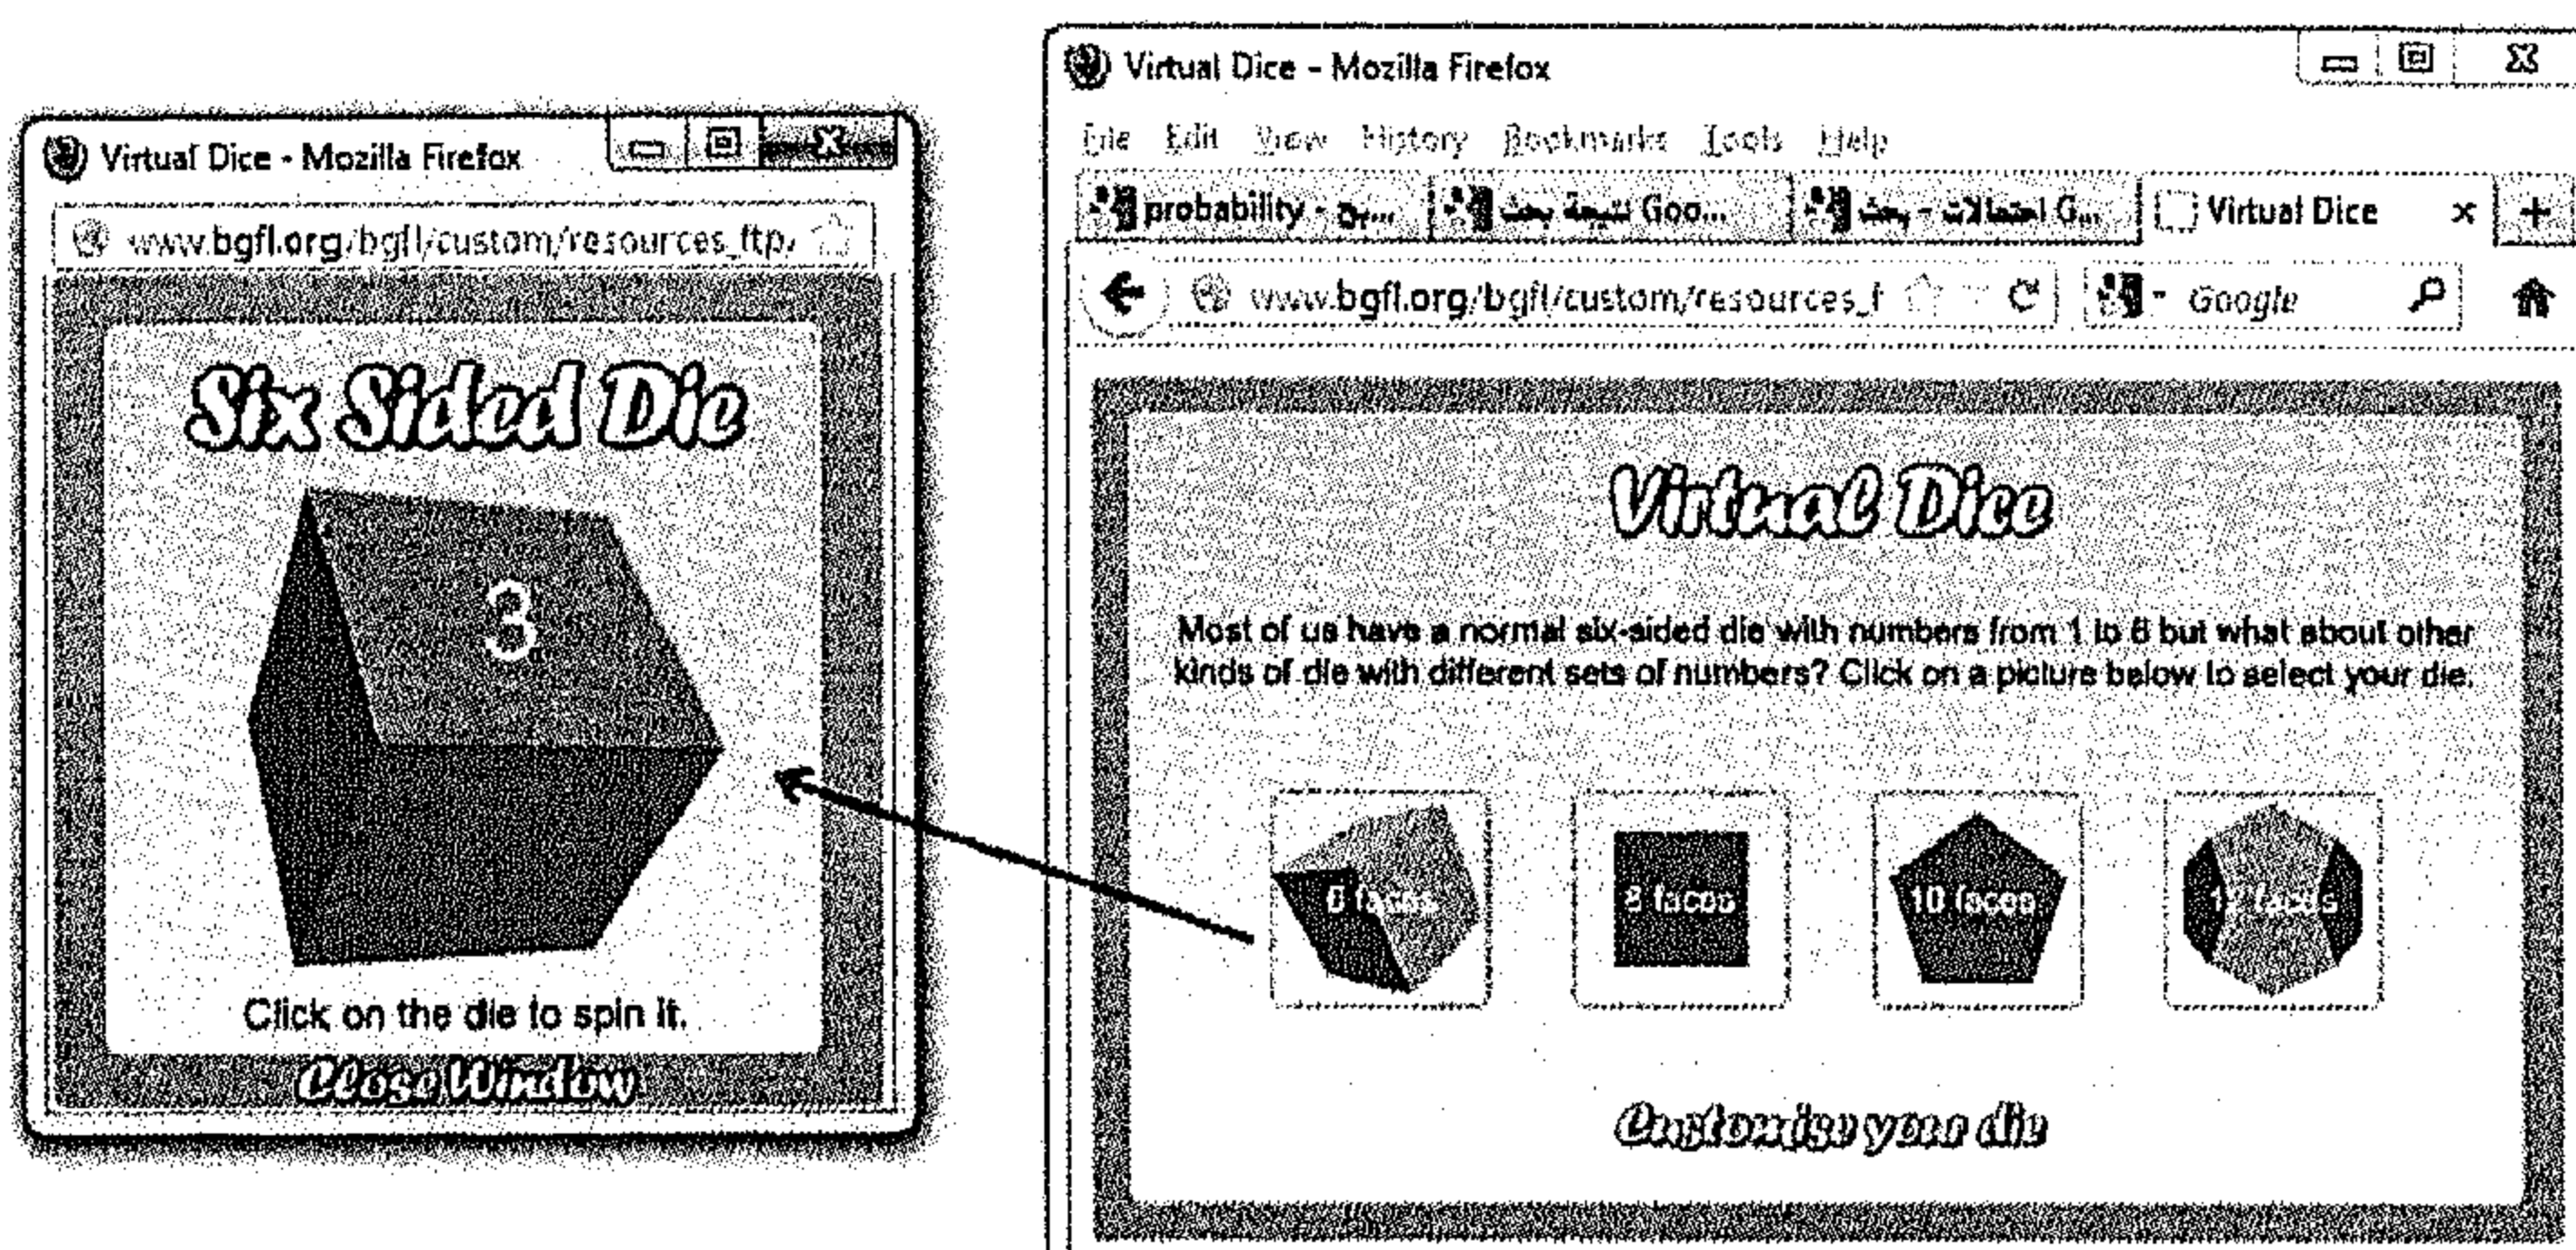 Virtual Dice - Mozilla Firefox
www.bgfl.org/bgfl/custom/resources_ftp/
Six Sided Die
3
Click on the die to spin it.
Close Window
Virtual Dice - Mozilla Firefox
File Edit View History Bookmarks Tools Help
probability - ... Goo... G... Virtual Dice
www.bgfl.org/bgfl/custom/resources_f Google
Virtual Dice
Most of us have a normal six-sided die with numbers from 1 to 6 but what about other
kinds of die with different sets of numbers? Click on a picture below to select your die.
6 faces 8 faces 10 faces 12 faces
Customise your die